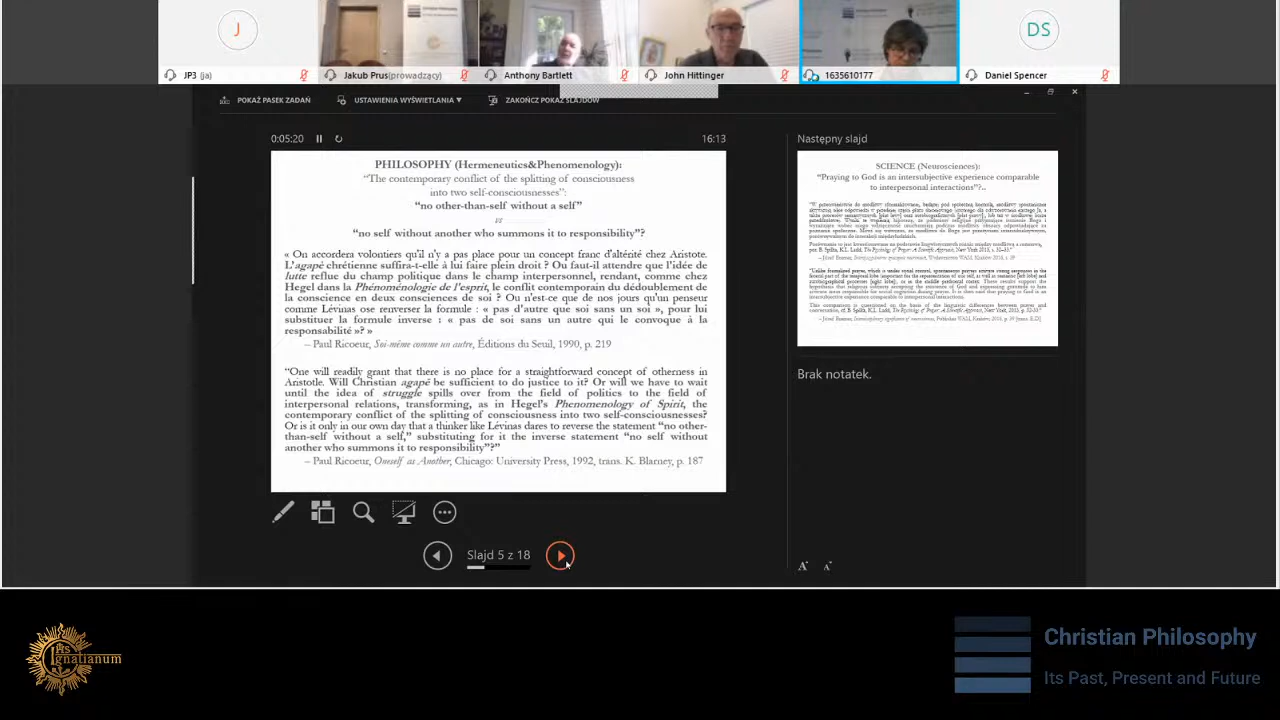 J
DS
JP3 (ja)
Jakub Prus(prowadzący)
Anthony Bartlett
John Hittinger
1635610177
Daniel Spencer
POKAŻ PASEK ZADAŃ
USTAWIENIA WYŚWIETLANIA ▼
ZAKOŃCZ POKAZ SLAJDÓW
0:05:20
16:13
PHILOSOPHY (Hermeneutics&Phenomenology):
“The contemporary conflict of the splitting of consciousness
into two self-consciousnesses”:
“no other-than-self without a self”
vs
“no self without another who summons it to responsibility”?
« On accordera volontiers qu'il n'y a pas place pour un concept franc d'altérité chez Aristote.
L'agapè chrétienne suffira-t-elle à lui faire plein droit ? Ou faut-il attendre que l'idée de
lutte reflue du champ politique dans le champ interpersonnel, rendant, comme chez
Hegel dans la Phénoménologie de l'esprit, le conflit contemporain du dédoublement de
la conscience en deux consciences de soi ? Ou n'est-ce que de nos jours qu'un penseur
comme Lévinas ose renverser la formule : « pas d'autre que soi sans un soi », pour lui
substituer la formule inverse : « pas de soi sans un autre qui le convoque à la
responsabilité »? »
– Paul Ricoeur, Soi-même comme un autre, Éditions du Seuil, 1990, p. 219
“One will readily grant that there is no place for a straightforward concept of otherness in
Aristotle. Will Christian agapē be sufficient to do justice to it? Or will we have to wait
until the idea of struggle spills over from the field of politics to the field of
interpersonal relations, transforming, as in Hegel's Phenomenology of Spirit, the
contemporary conflict of the splitting of consciousness into two self-consciousnesses?
Or is it only in our own day that a thinker like Lévinas dares to reverse the statement “no other-
than-self without a self,” substituting for it the inverse statement “no self without
another who summons it to responsibility”?”
– Paul Ricoeur, Oneself as Another, Chicago: University Press, 1992, trans. K. Blarney, p. 187
Slajd 5 z 18
Następny slajd
SCIENCE (Neurosciences):
“Praying to God is an intersubjective experience comparable
to interpersonal interactions”?..
Brak notatek.
IHS
Ignatianum
Christian Philosophy
Its Past, Present and Future